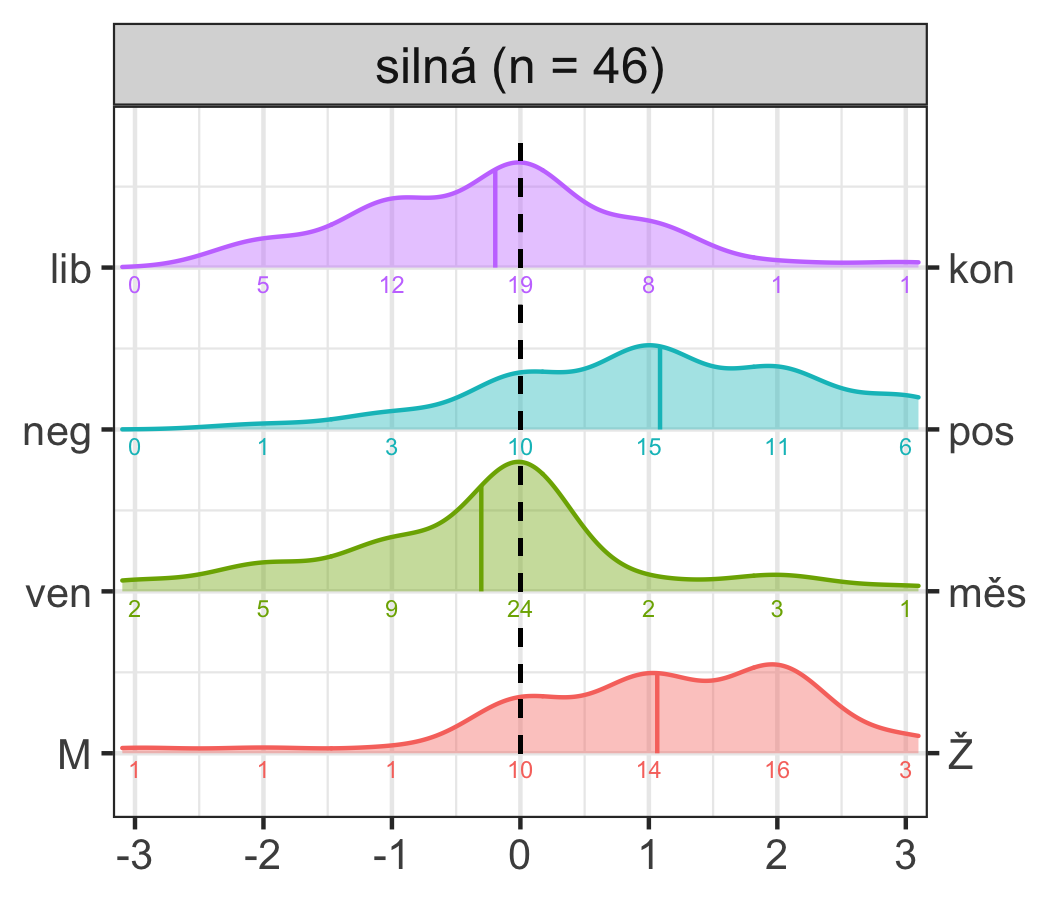 silná (n = 46)
lib kon
0 5 12 19 8 1 1
neg pos
0 1 3 10 15 11 6
ven měs
2 5 9 24 2 3 1
M Ž
1 1 1 10 14 16 3
-3 -2 -1 0 1 2 3